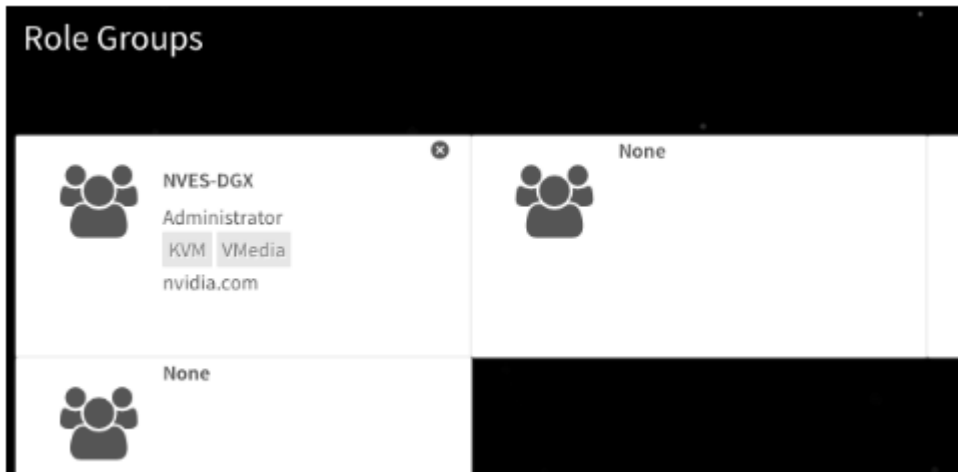 Role Groups
NVES-DGX
Administrator
KVM VMedia
nvidia.com
None
None